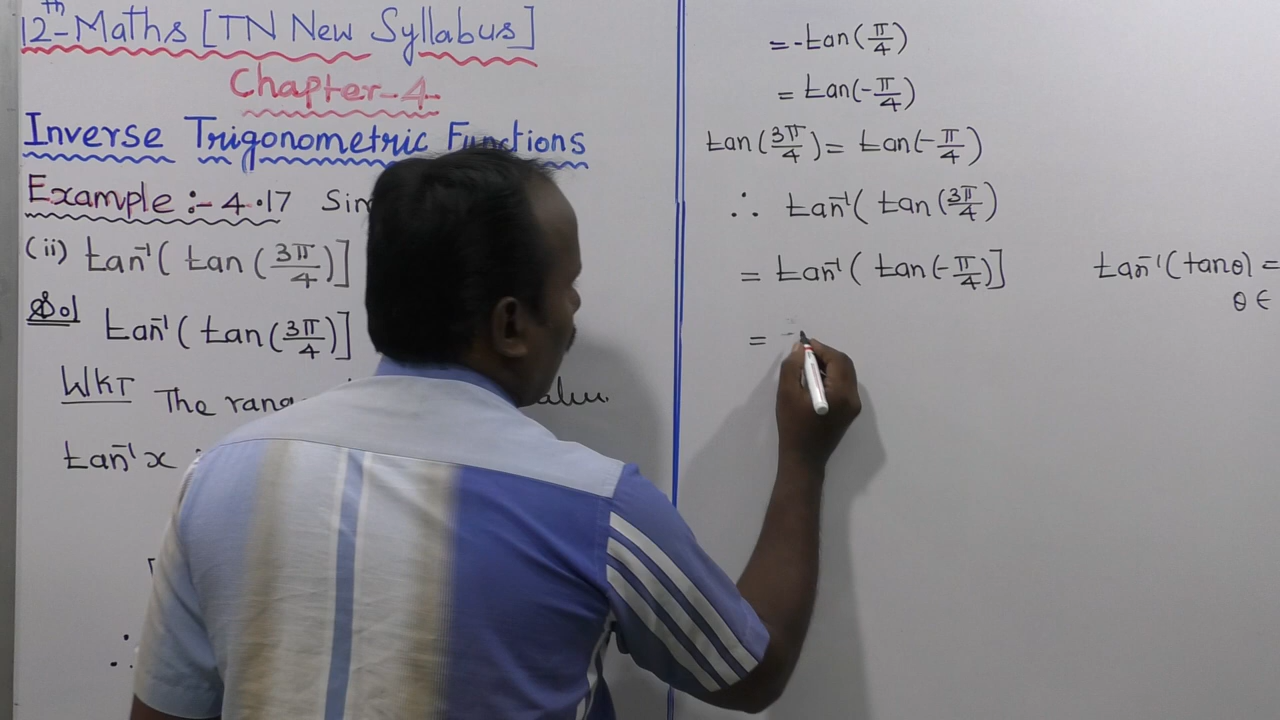 12th-Maths [TN New Syllabus]
Chapter-4
Inverse Trigonometric Functions
Example :- 4.17
(ii) tan⁻¹( tan(3π/4)]
Sol
tan⁻¹( tan(3π/4)]
WKT The
tan⁻¹x
∴
= -tan(π/4)
= tan(-π/4)
tan(3π/4) = tan(-π/4)
∴ tan⁻¹( tan(3π/4)
= tan⁻¹( tan(-π/4)] tan⁻¹(tanθ) =
θ ∈
= -